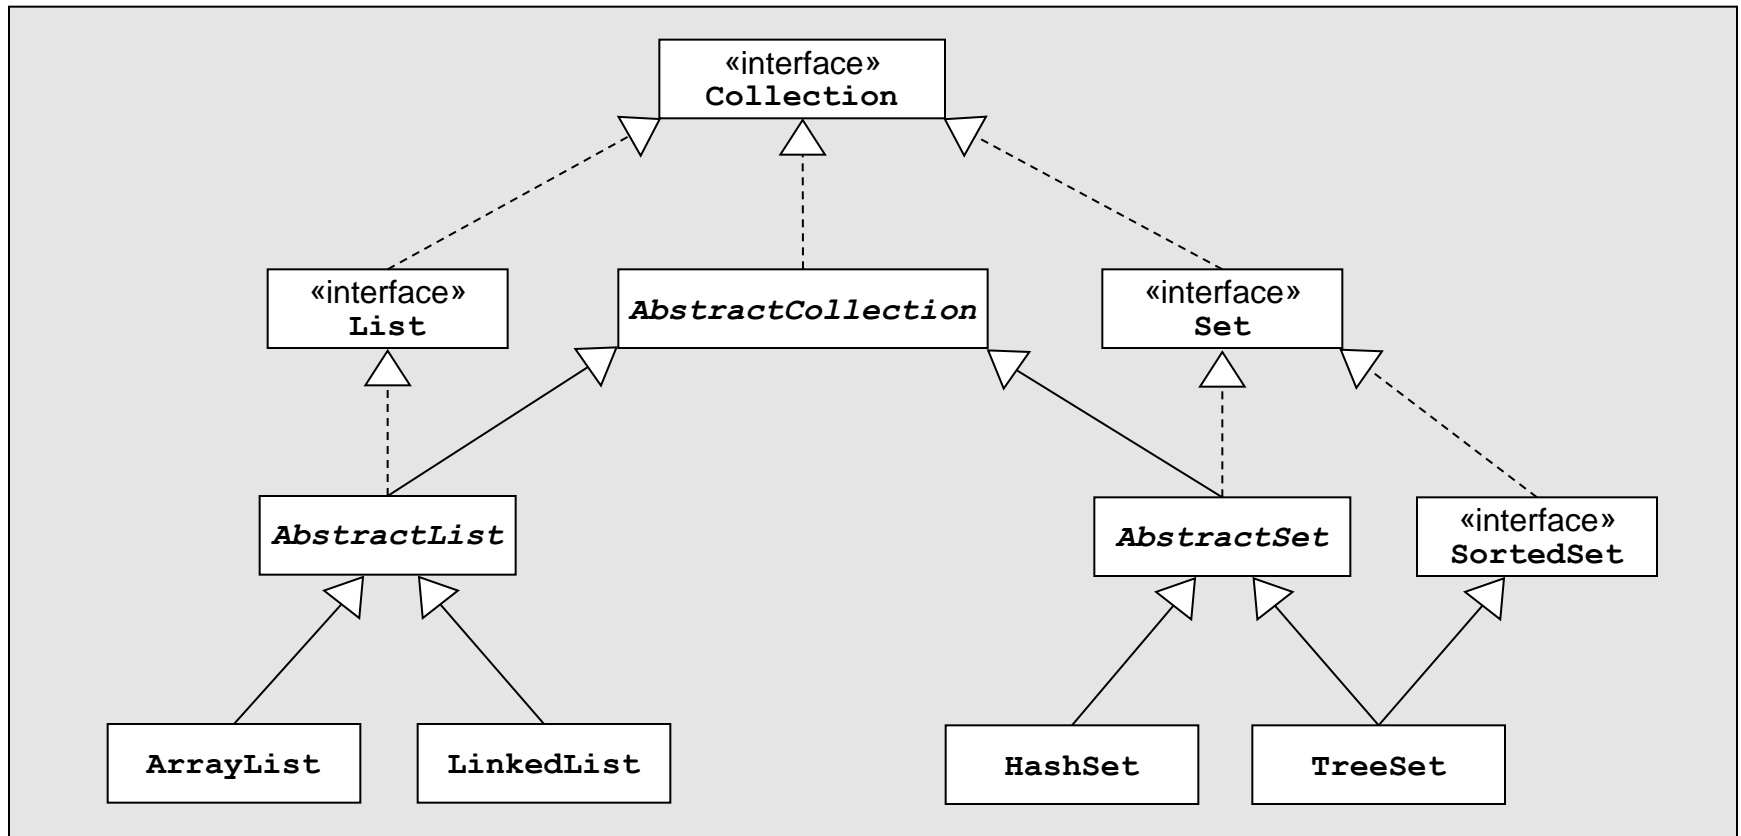 «interface»
Collection
«interface»
List
AbstractCollection
«interface»
Set
AbstractList
AbstractSet
«interface»
SortedSet
ArrayList
LinkedList
HashSet
TreeSet